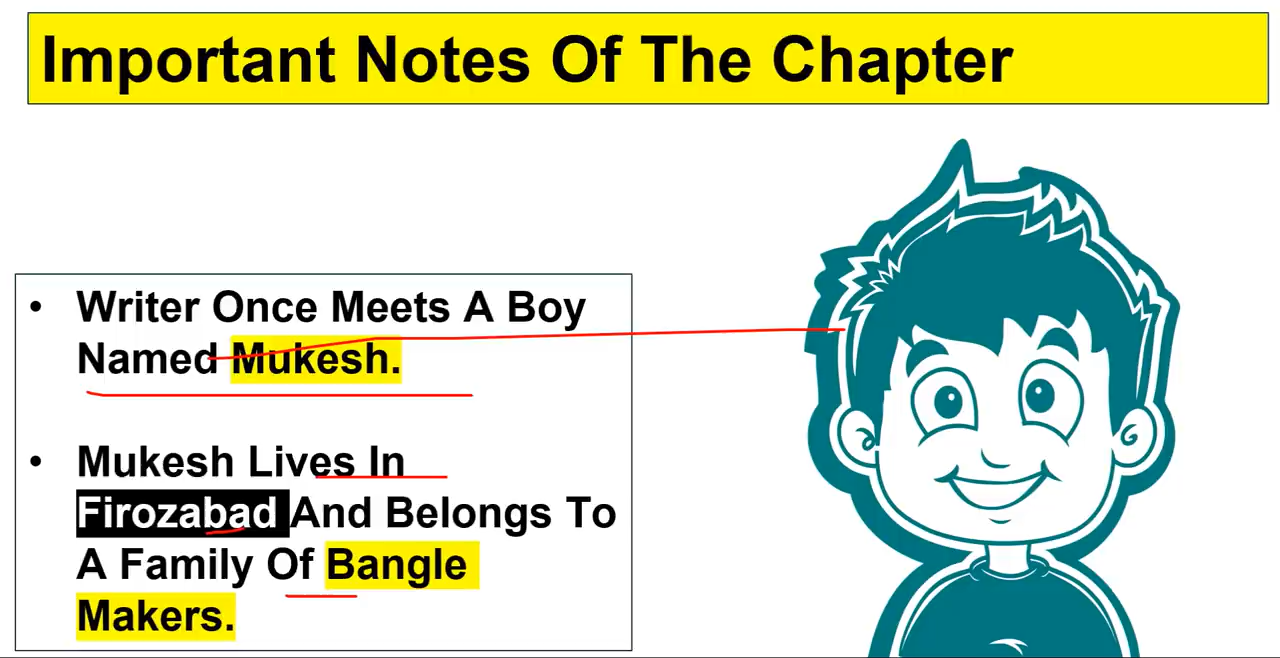 Important Notes Of The Chapter
• Writer Once Meets A Boy
Named Mukesh.
• Mukesh Lives In
Firozabad And Belongs To
A Family Of Bangle
Makers.